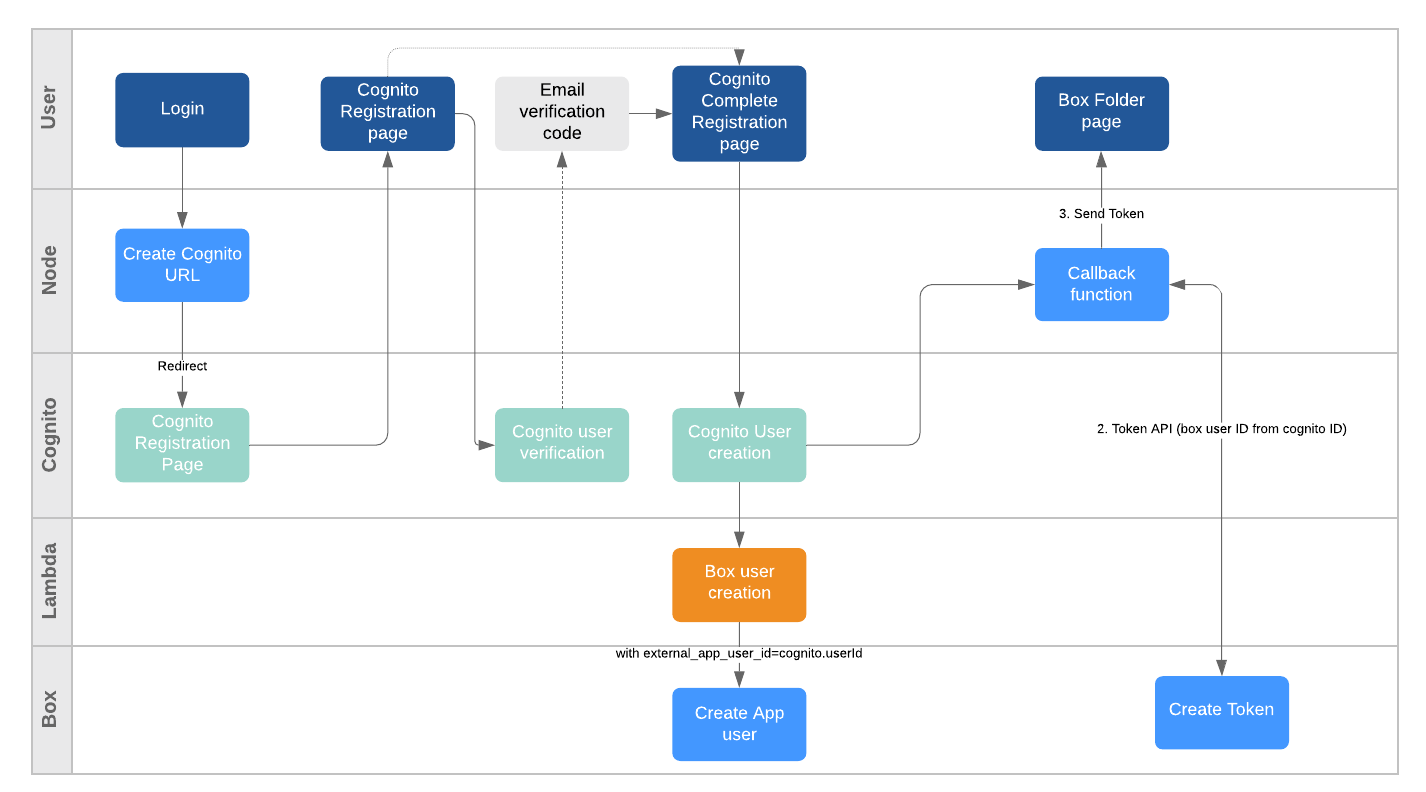 User
Login
Cognito
Registration
page
Email
verification
code
Cognito
Complete
Registration
page
Box Folder
page
Node
Create Cognito
URL
3. Send Token
Callback
function
Redirect
Cognito
Cognito
Registration
Page
Cognito user
verification
Cognito User
creation
2. Token API (box user ID from cognito ID)
Lambda
Box user
creation
with external_app_user_id=cognito.userId
Box
Create App
user
Create Token